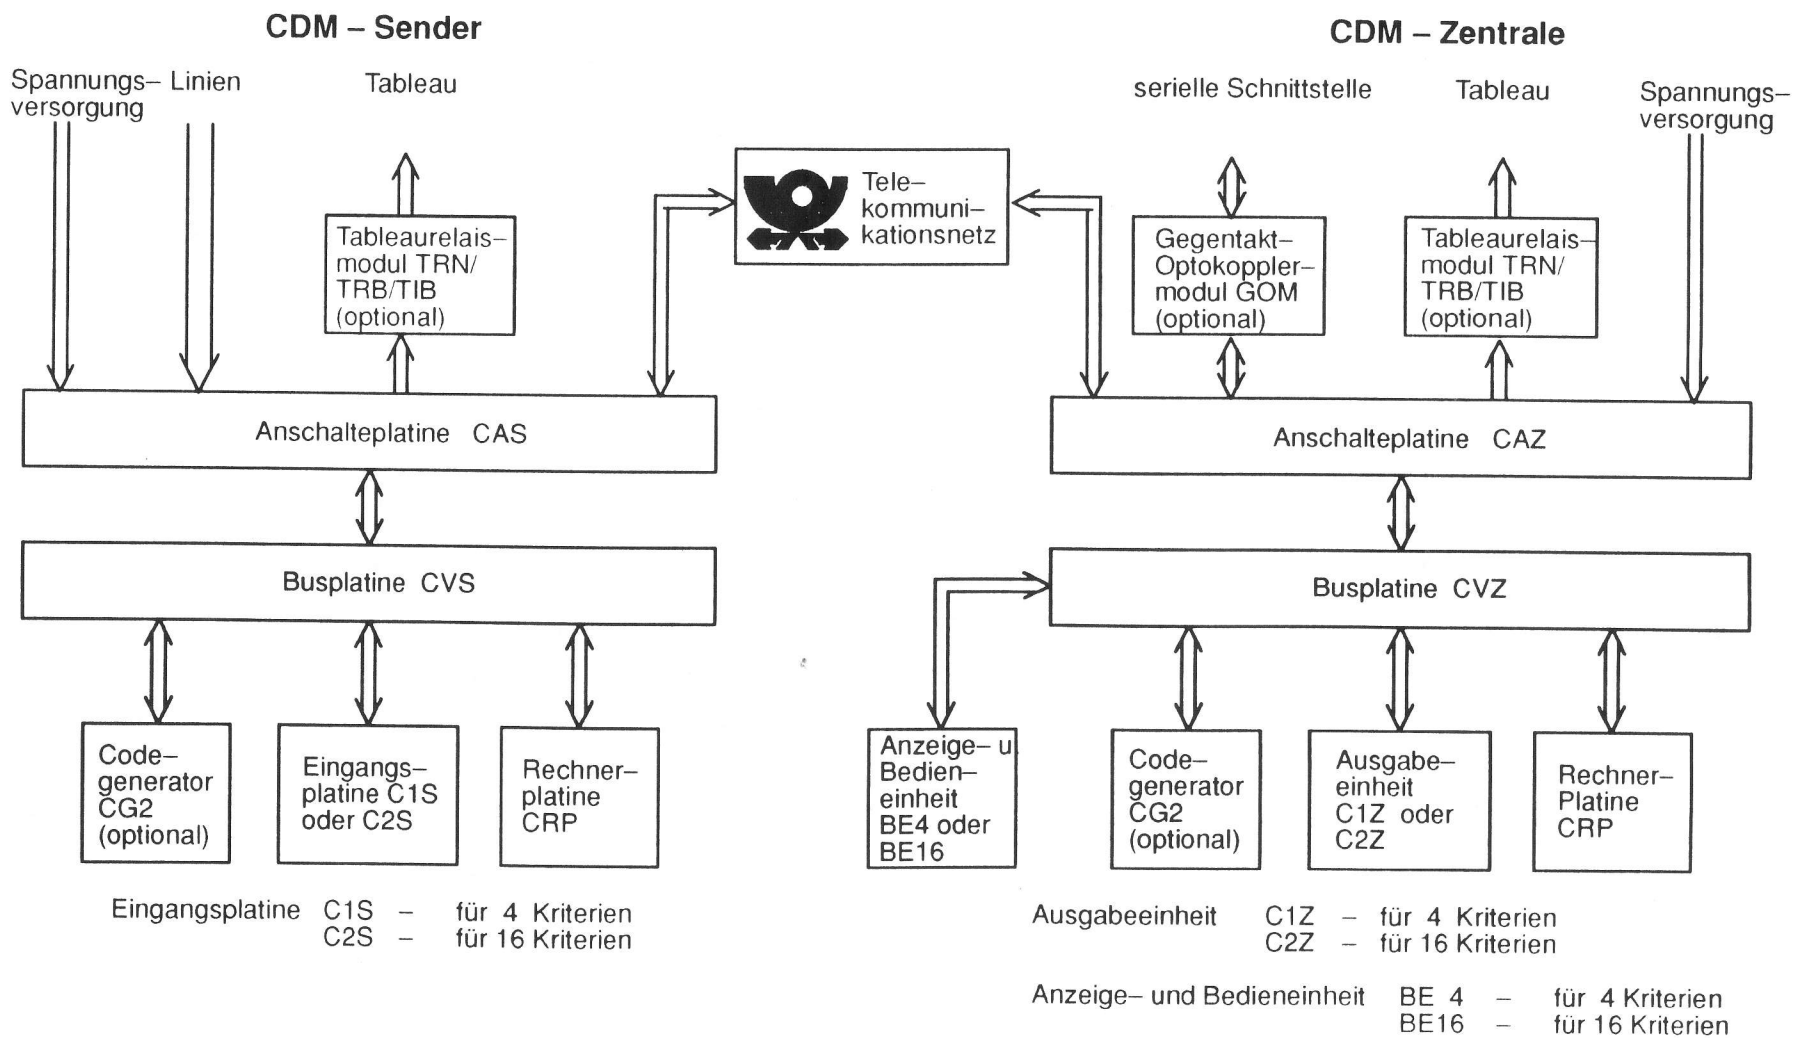 CDM – Sender
Spannungs–
versorgung
Linien
Tableau
Tableaurelais–
modul TRN/
TRB/TIB
(optional)
Anschalteplatine CAS
Busplatine CVS
Code–
generator
CG2
(optional)
Eingangs–
platine C1S
oder C2S
Rechner–
platine
CRP
Eingangsplatine C1S – für 4 Kriterien
C2S – für 16 Kriterien
Tele–
kommuni–
kationsnetz
CDM – Zentrale
serielle Schnittstelle
Tableau
Spannungs–
versorgung
Gegentakt–
Optokoppler–
modul GOM
(optional)
Tableaurelais–
modul TRN/
TRB/TIB
(optional)
Anschalteplatine CAZ
Busplatine CVZ
Anzeige– u.
Bedien–
einheit
BE4 oder
BE16
Code–
generator
CG2
(optional)
Ausgabe–
einheit
C1Z oder
C2Z
Rechner–
Platine
CRP
Ausgabeeinheit C1Z – für 4 Kriterien
C2Z – für 16 Kriterien
Anzeige– und Bedieneinheit BE 4 – für 4 Kriterien
BE16 – für 16 Kriterien